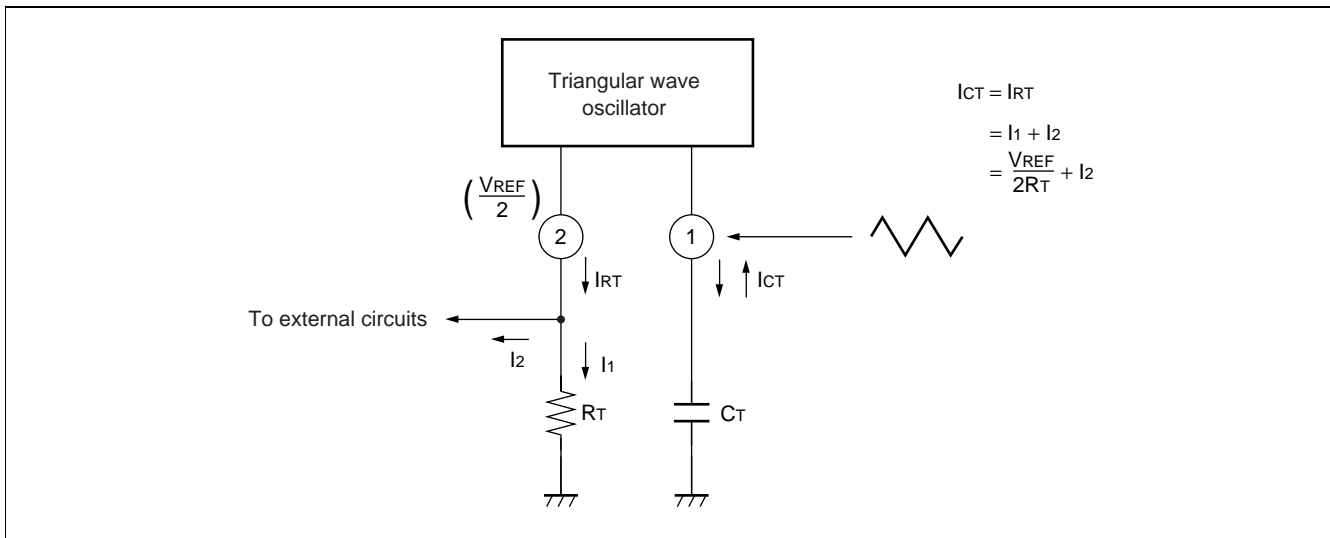 Triangular wave
oscillator
ICT = IRT
= I1 + I2
= VREF/2RT + I2
(VREF/2)
2
1
IRT
ICT
To external circuits
I2
I1
RT
CT